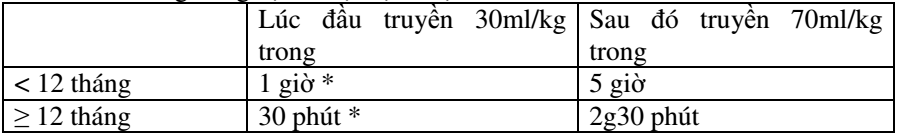 Lúc đầu truyền 30ml/kg trong
Sau đó truyền 70ml/kg trong
< 12 tháng
1 giờ *
5 giờ
≥ 12 tháng
30 phút *
2g30 phút